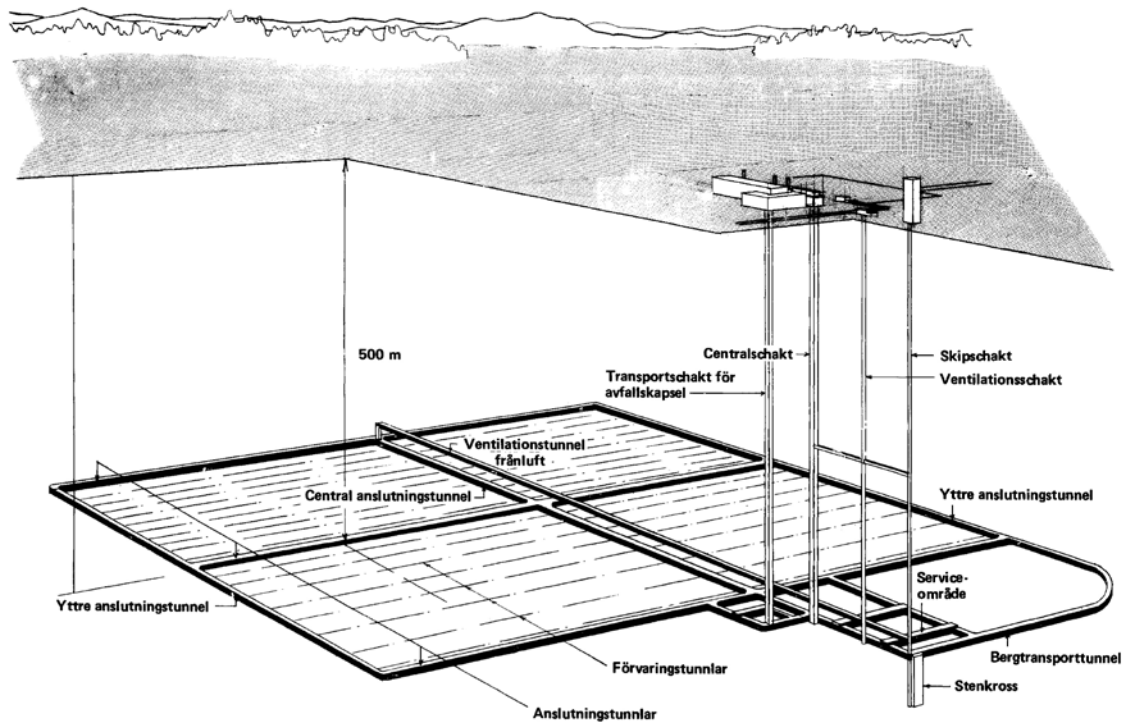 500 m
Centralschakt
Skipschakt
Transportschakt för
avfallskapsel
Ventilationsschakt
Ventilationstunnel
frånluft
Central anslutningstunnel
Yttre anslutningstunnel
Service-
område
Yttre anslutningstunnel
Bergtransporttunnel
Förvaringstunnlar
Stenkross
Anslutningstunnlar